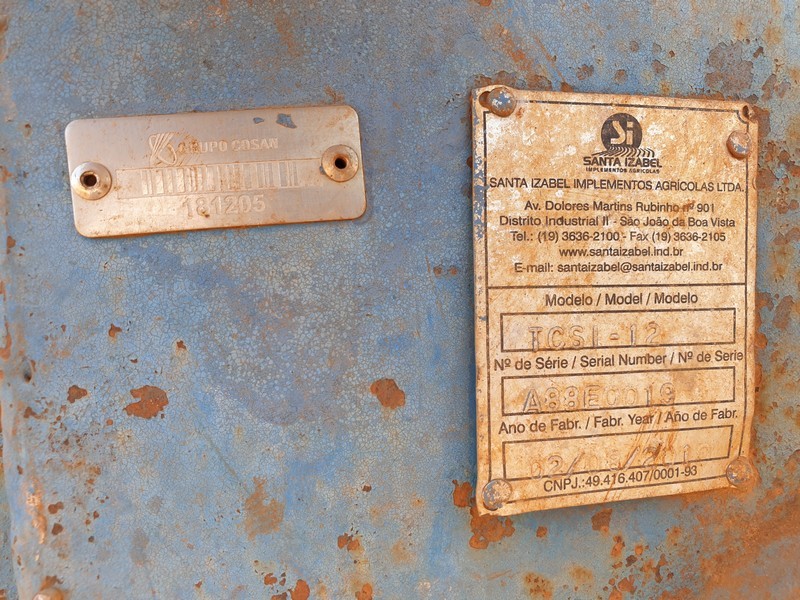 GRUPO COSAN
181205
Si
SANTA IZABEL
IMPLEMENTOS AGRÍCOLAS
SANTA IZABEL IMPLEMENTOS AGRÍCOLAS LTDA.
Av. Dolores Martins Rubinho nº 901
Distrito Industrial II - São João da Boa Vista
Tel.: (19) 3636-2100 - Fax (19) 3636-2105
www.santaizabel.ind.br
E-mail: santaizabel@santaizabel.ind.br
Modelo / Model / Modelo
TCSI-12
Nº de Série / Serial Number / Nº de Serie
Ano de Fabr. / Fabr. Year / Año de Fabr.
CNPJ.:49.416.407/0001-93